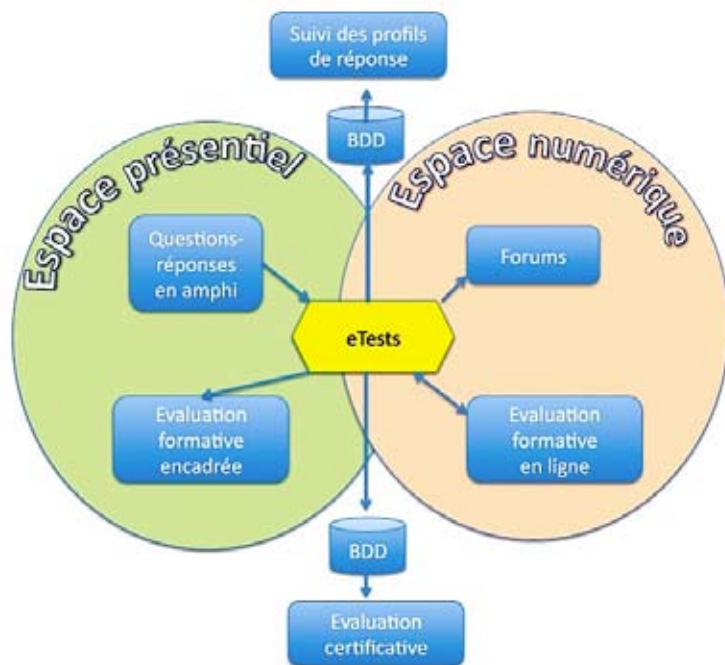 Suivi des profils
de réponse
BDD
Espace présentiel
Espace numérique
Questions-
réponses
en amphi
Forums
eTests
Evaluation
formative
encadrée
Evaluation
formative
en ligne
BDD
Evaluation
certificative